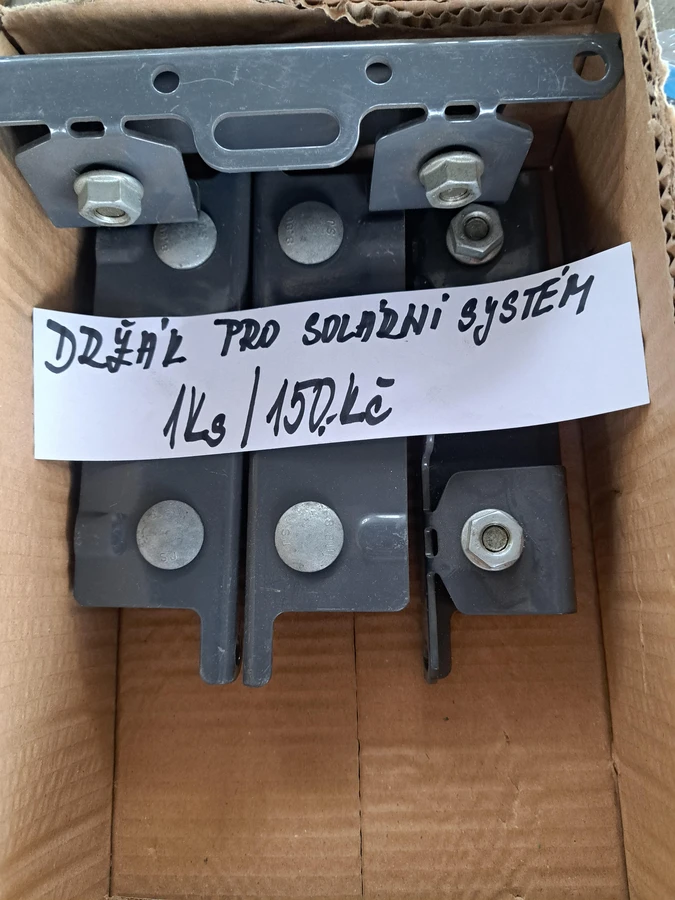 DRŽÁK PRO SOLÁRNÍ SYSTÉM
1Ks/150,-Kč